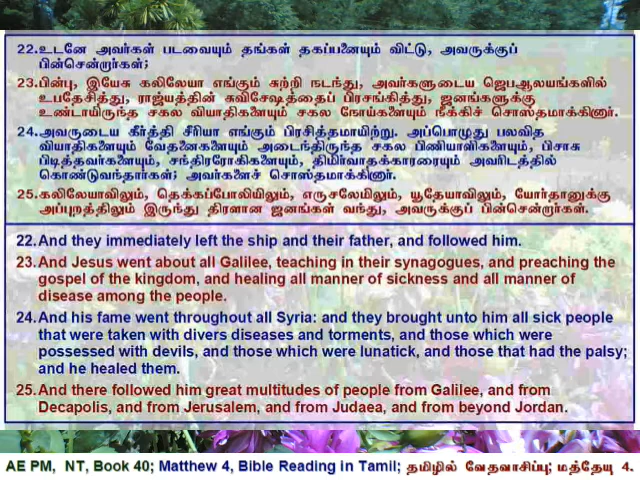 22.உடனே அவர்கள் படவையும் தங்கள் தகப்பனையும் விட்டு, அவருக்குப்
பின்சென்றார்கள்;
23.பின்பு, இயேசு கலிலேயா எங்கும் சுற்றி நடந்து, அவர்களுடைய ஜெபஆலயங்களில்
உபதேசித்து, ராஜ்யத்தின் சுவிசேஷத்தைப் பிரசங்கித்து, ஜனங்களுக்கு
உண்டாயிருந்த சகல வியாதிகளையும் சகல நோய்களையும் நீக்கிச் சொஸ்தமாக்கினார்.
24.அவருடைய கீர்த்தி சீரியா எங்கும் பிரசித்தமாயிற்று. அப்பொழுது பலவித
வியாதிகளையும் வேதனைகளையும் அடைந்திருந்த சகல பிணியாளிகளையும், பிசாசு
பிடித்தவர்களையும், சந்திரரோகிகளையும், திமிர்வாதக்காரரையும் அவரிடத்தில்
கொண்டுவந்தார்கள்; அவர்களைச் சொஸ்தமாக்கினார்.
25.கலிலேயாவிலும், தெக்கப்போலியிலும், எருசலேமிலும், யூதேயாவிலும், யோர்தானுக்கு
அப்புறத்திலும் இருந்து திரளான ஜனங்கள் வந்து, அவருக்குப் பின்சென்றார்கள்.
22.And they immediately left the ship and their father, and followed him.
23.And Jesus went about all Galilee, teaching in their synagogues, and preaching the
gospel of the kingdom, and healing all manner of sickness and all manner of
disease among the people.
24.And his fame went throughout all Syria: and they brought unto him all sick people
that were taken with divers diseases and torments, and those which were
possessed with devils, and those which were lunatick, and those that had the palsy;
and he healed them.
25.And there followed him great multitudes of people from Galilee, and from
Decapolis, and from Jerusalem, and from Judaea, and from beyond Jordan.
AE PM, NT, Book 40; Matthew 4, Bible Reading in Tamil; தமிழில் வேதவாசிப்பு; மத்தேயு 4.